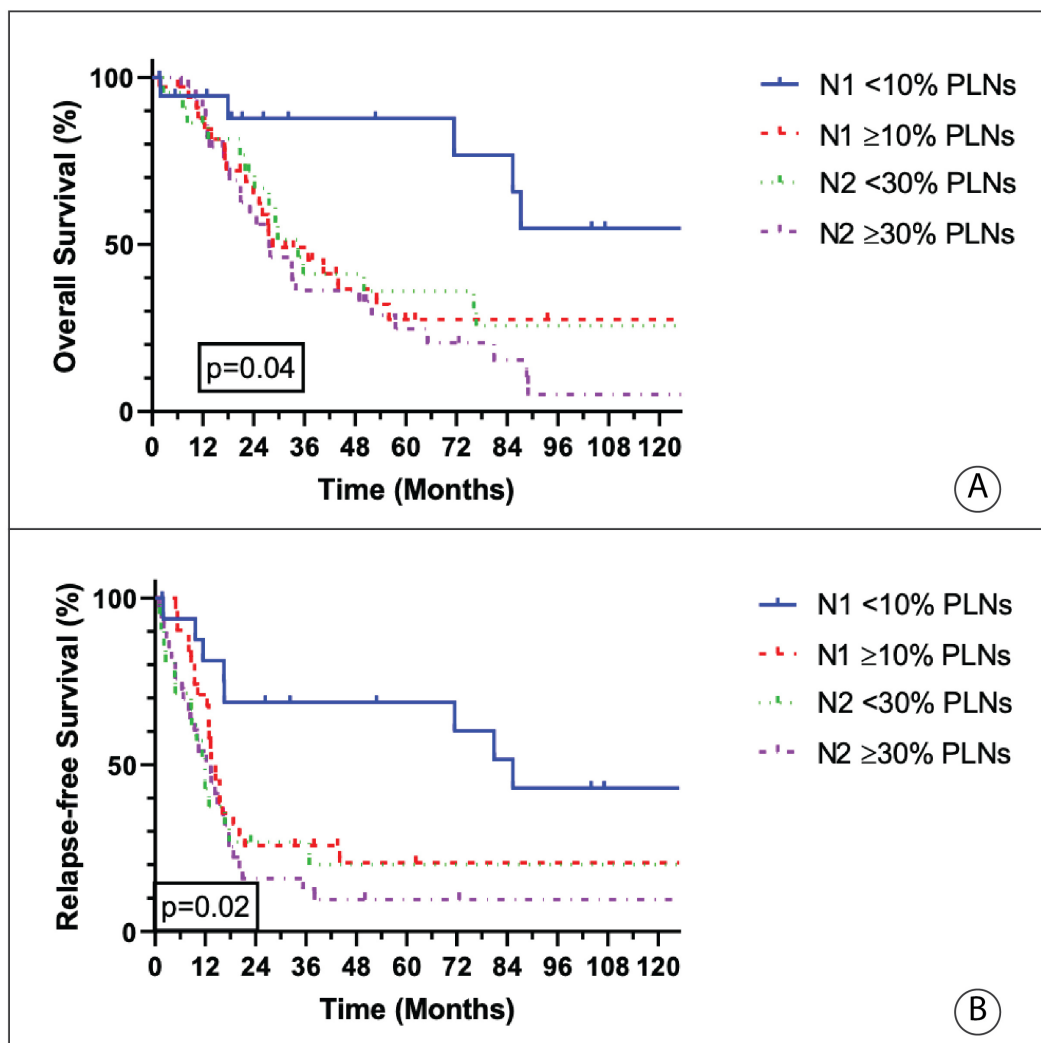 100
50
0
Overall Survival (%)
p=0.04
0 12 24 36 48 60 72 84 96 108 120
Time (Months)
N1 <10% PLNs
N1 ≥10% PLNs
N2 <30% PLNs
N2 ≥30% PLNs
A
100
50
0
Relapse-free Survival (%)
p=0.02
0 12 24 36 48 60 72 84 96 108 120
Time (Months)
N1 <10% PLNs
N1 ≥10% PLNs
N2 <30% PLNs
N2 ≥30% PLNs
B